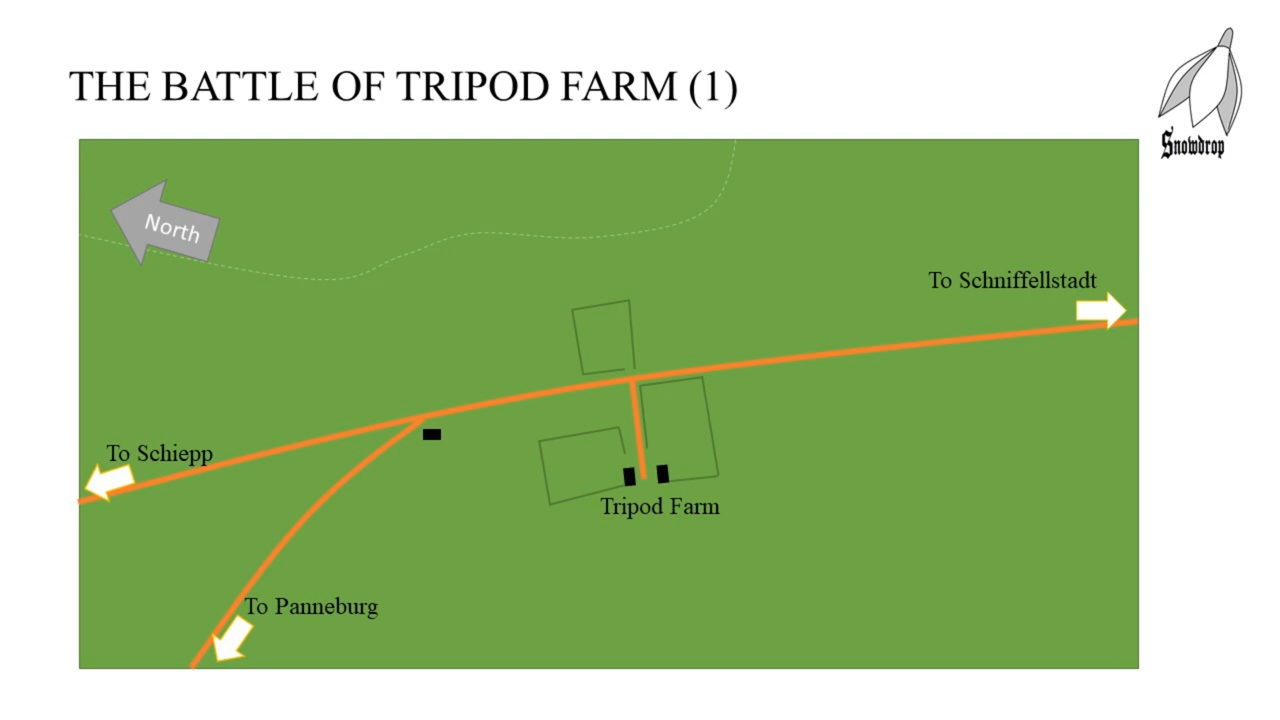 THE BATTLE OF TRIPOD FARM (1)
Snowdrop
North
To Schniffellstadt
To Schiepp
Tripod Farm
To Panneburg